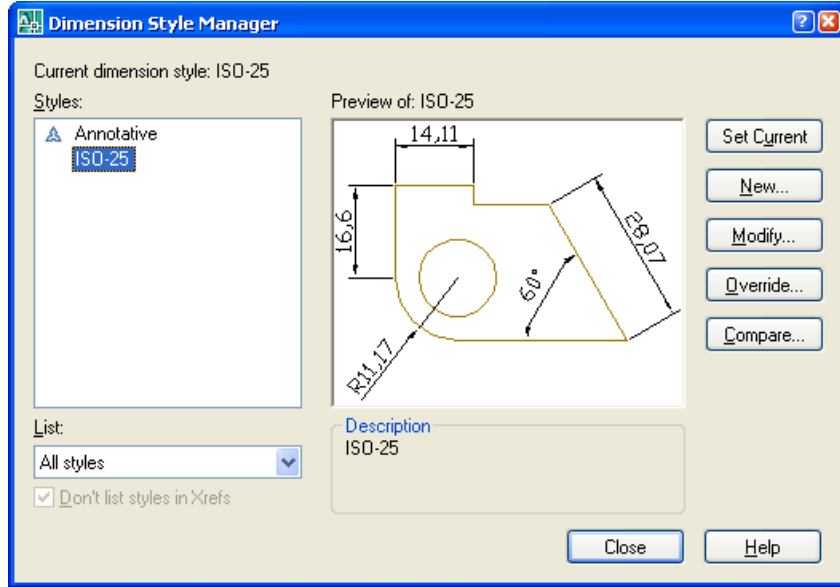 Dimension Style Manager
Current dimension style: ISO-25
Styles:
Preview of: ISO-25
Annotative
ISO-25
14,11
16,6
28,07
60°
R11,17
Set Current
New...
Modify...
Override...
Compare...
List:
All styles
Don't list styles in Xrefs
Description
ISO-25
Close
Help